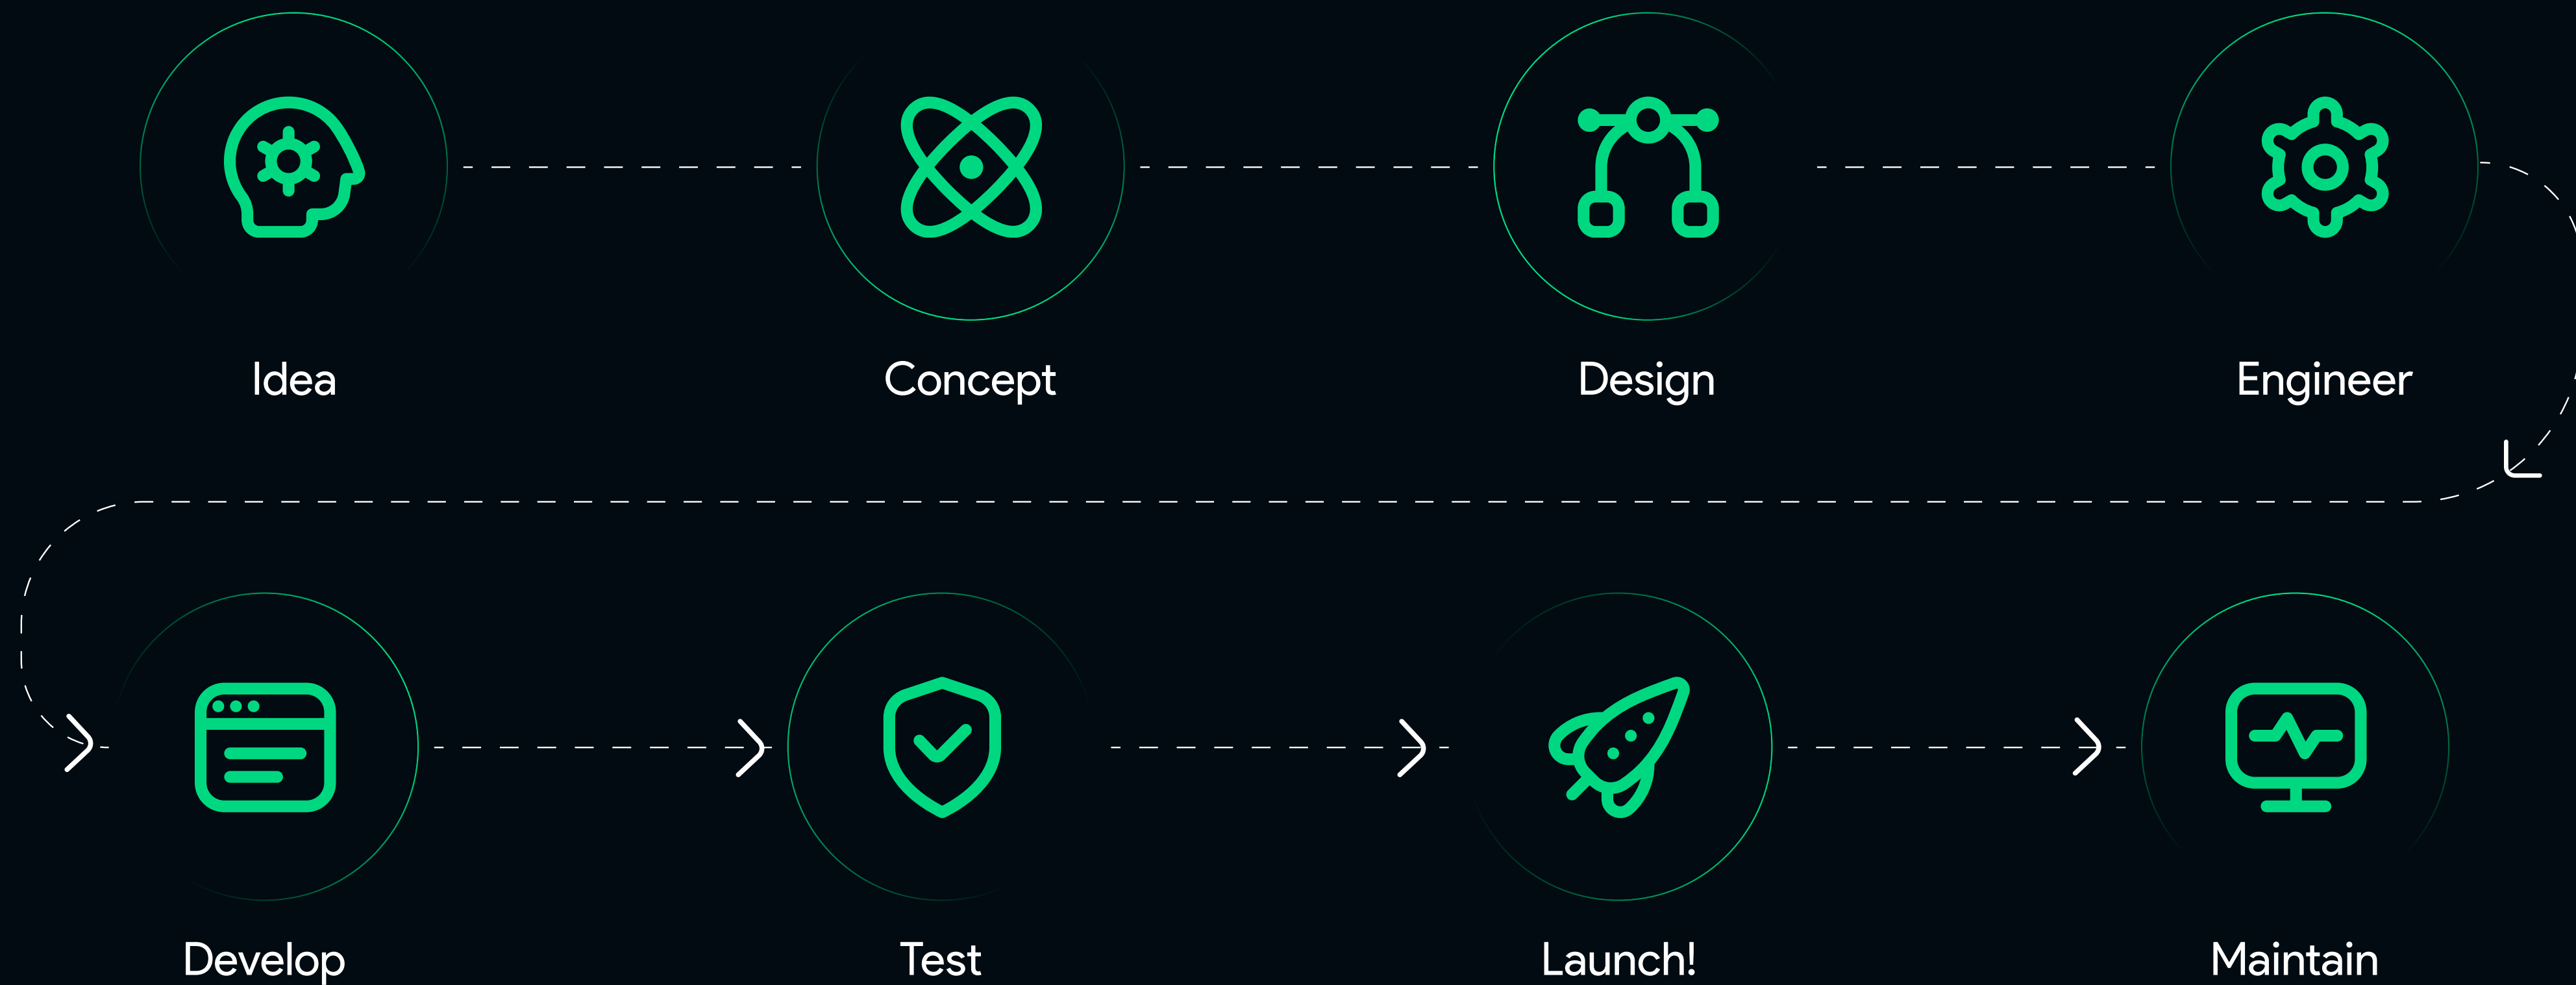 Idea
Concept
Design
Engineer
Develop
Test
Launch!
Maintain